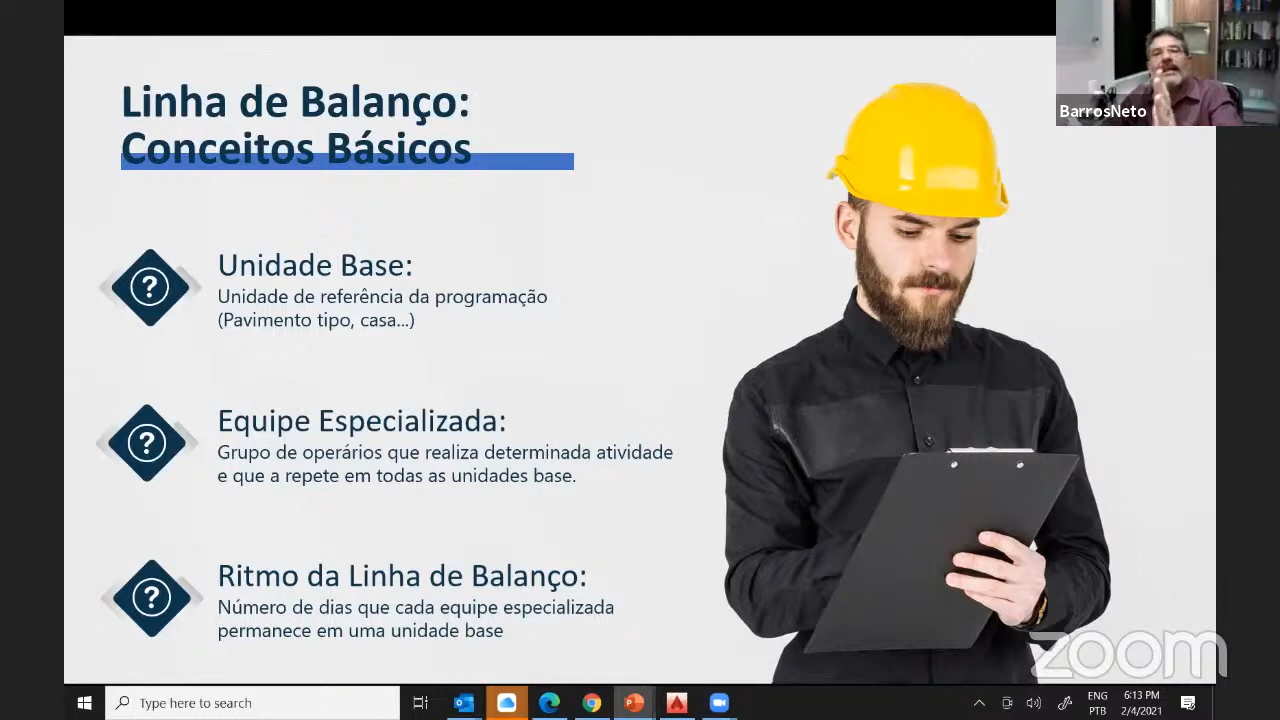 BarrosNeto
Linha de Balanço:
Conceitos Básicos
?
Unidade Base:
Unidade de referência da programação
(Pavimento tipo, casa...)
?
Equipe Especializada:
Grupo de operários que realiza determinada atividade
e que a repete em todas as unidades base.
?
Ritmo da Linha de Balanço:
Número de dias que cada equipe especializada
permanece em uma unidade base
zoom
Type here to search
ENG
PTB
6:13 PM
2/4/2021